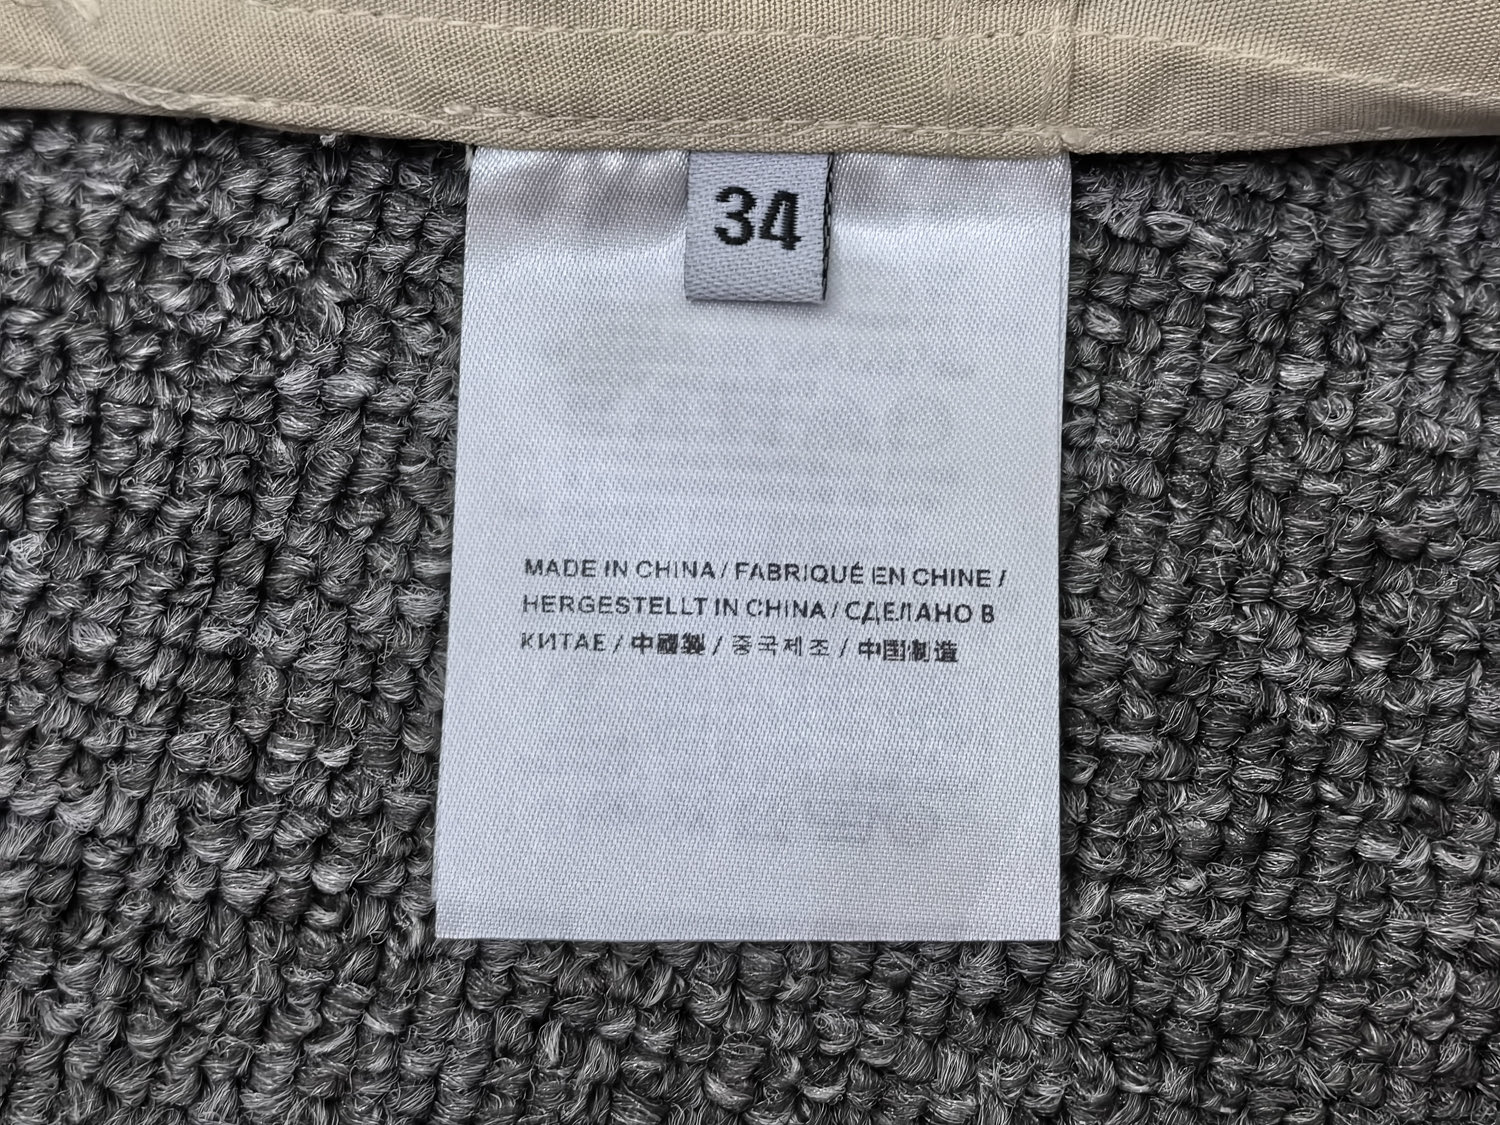 34
MADE IN CHINA / FABRIQUÉ EN CHINE /
HERGESTELLT IN CHINA / СДЕЛАНО В
КИТАЕ / 中國製 / 중국제조 / 中国制造